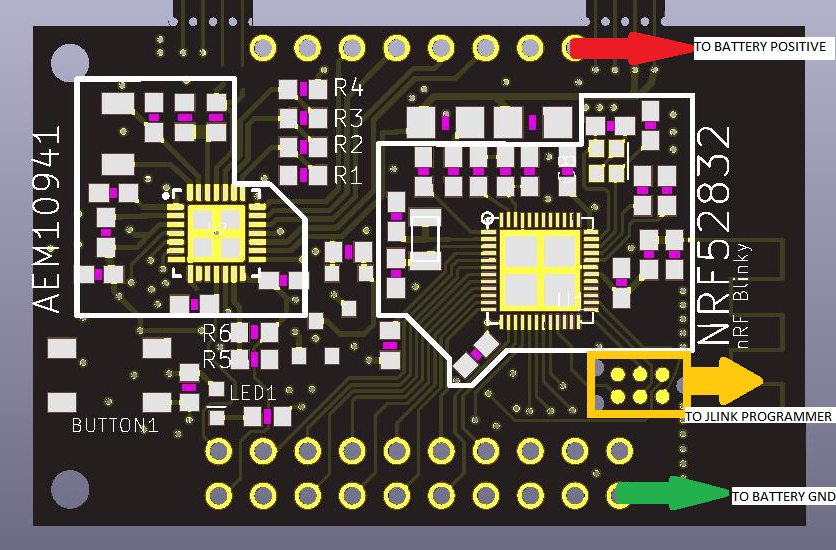 TO BATTERY POSITIVE
R4
R3
R2
R1
AEM10941
NRF52832
nRF Blinky
R6
R5
LED1
BUTTON1
TO JLINK PROGRAMMER
TO BATTERY GND